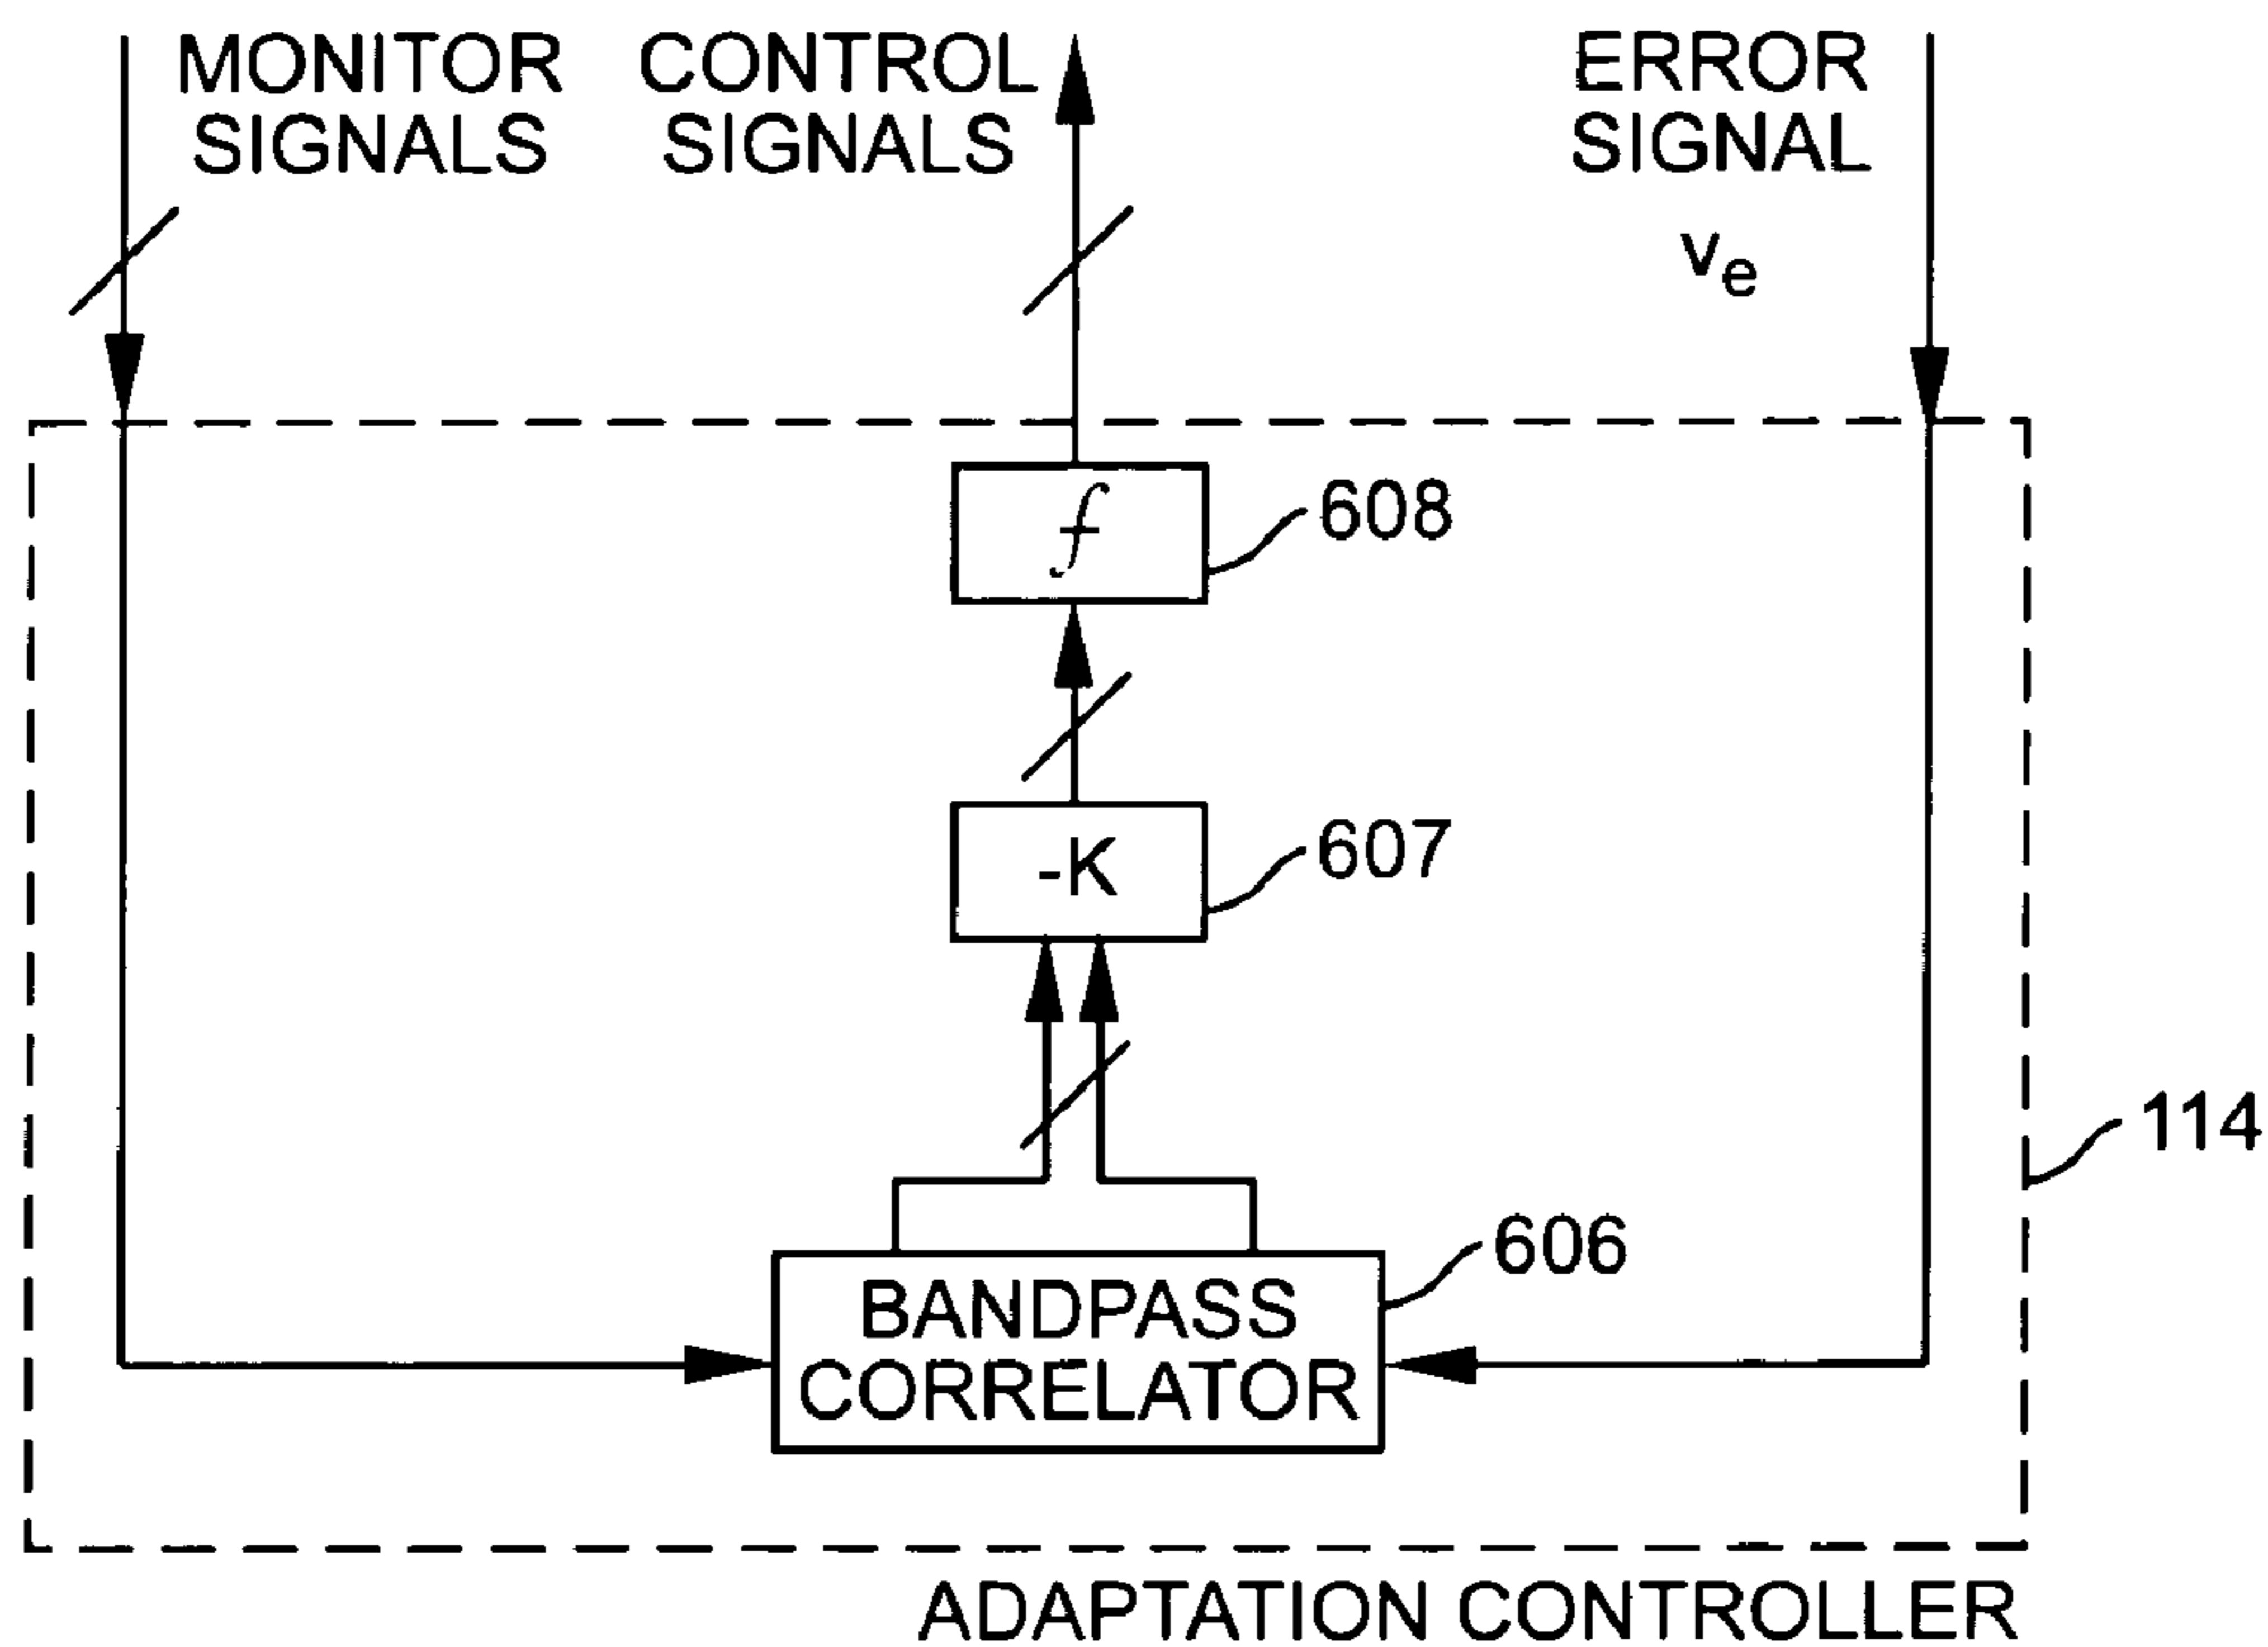 MONITOR SIGNALS
CONTROL SIGNALS
ERROR SIGNAL
ve
f
608
-K
607
114
606
BANDPASS CORRELATOR
ADAPTATION CONTROLLER